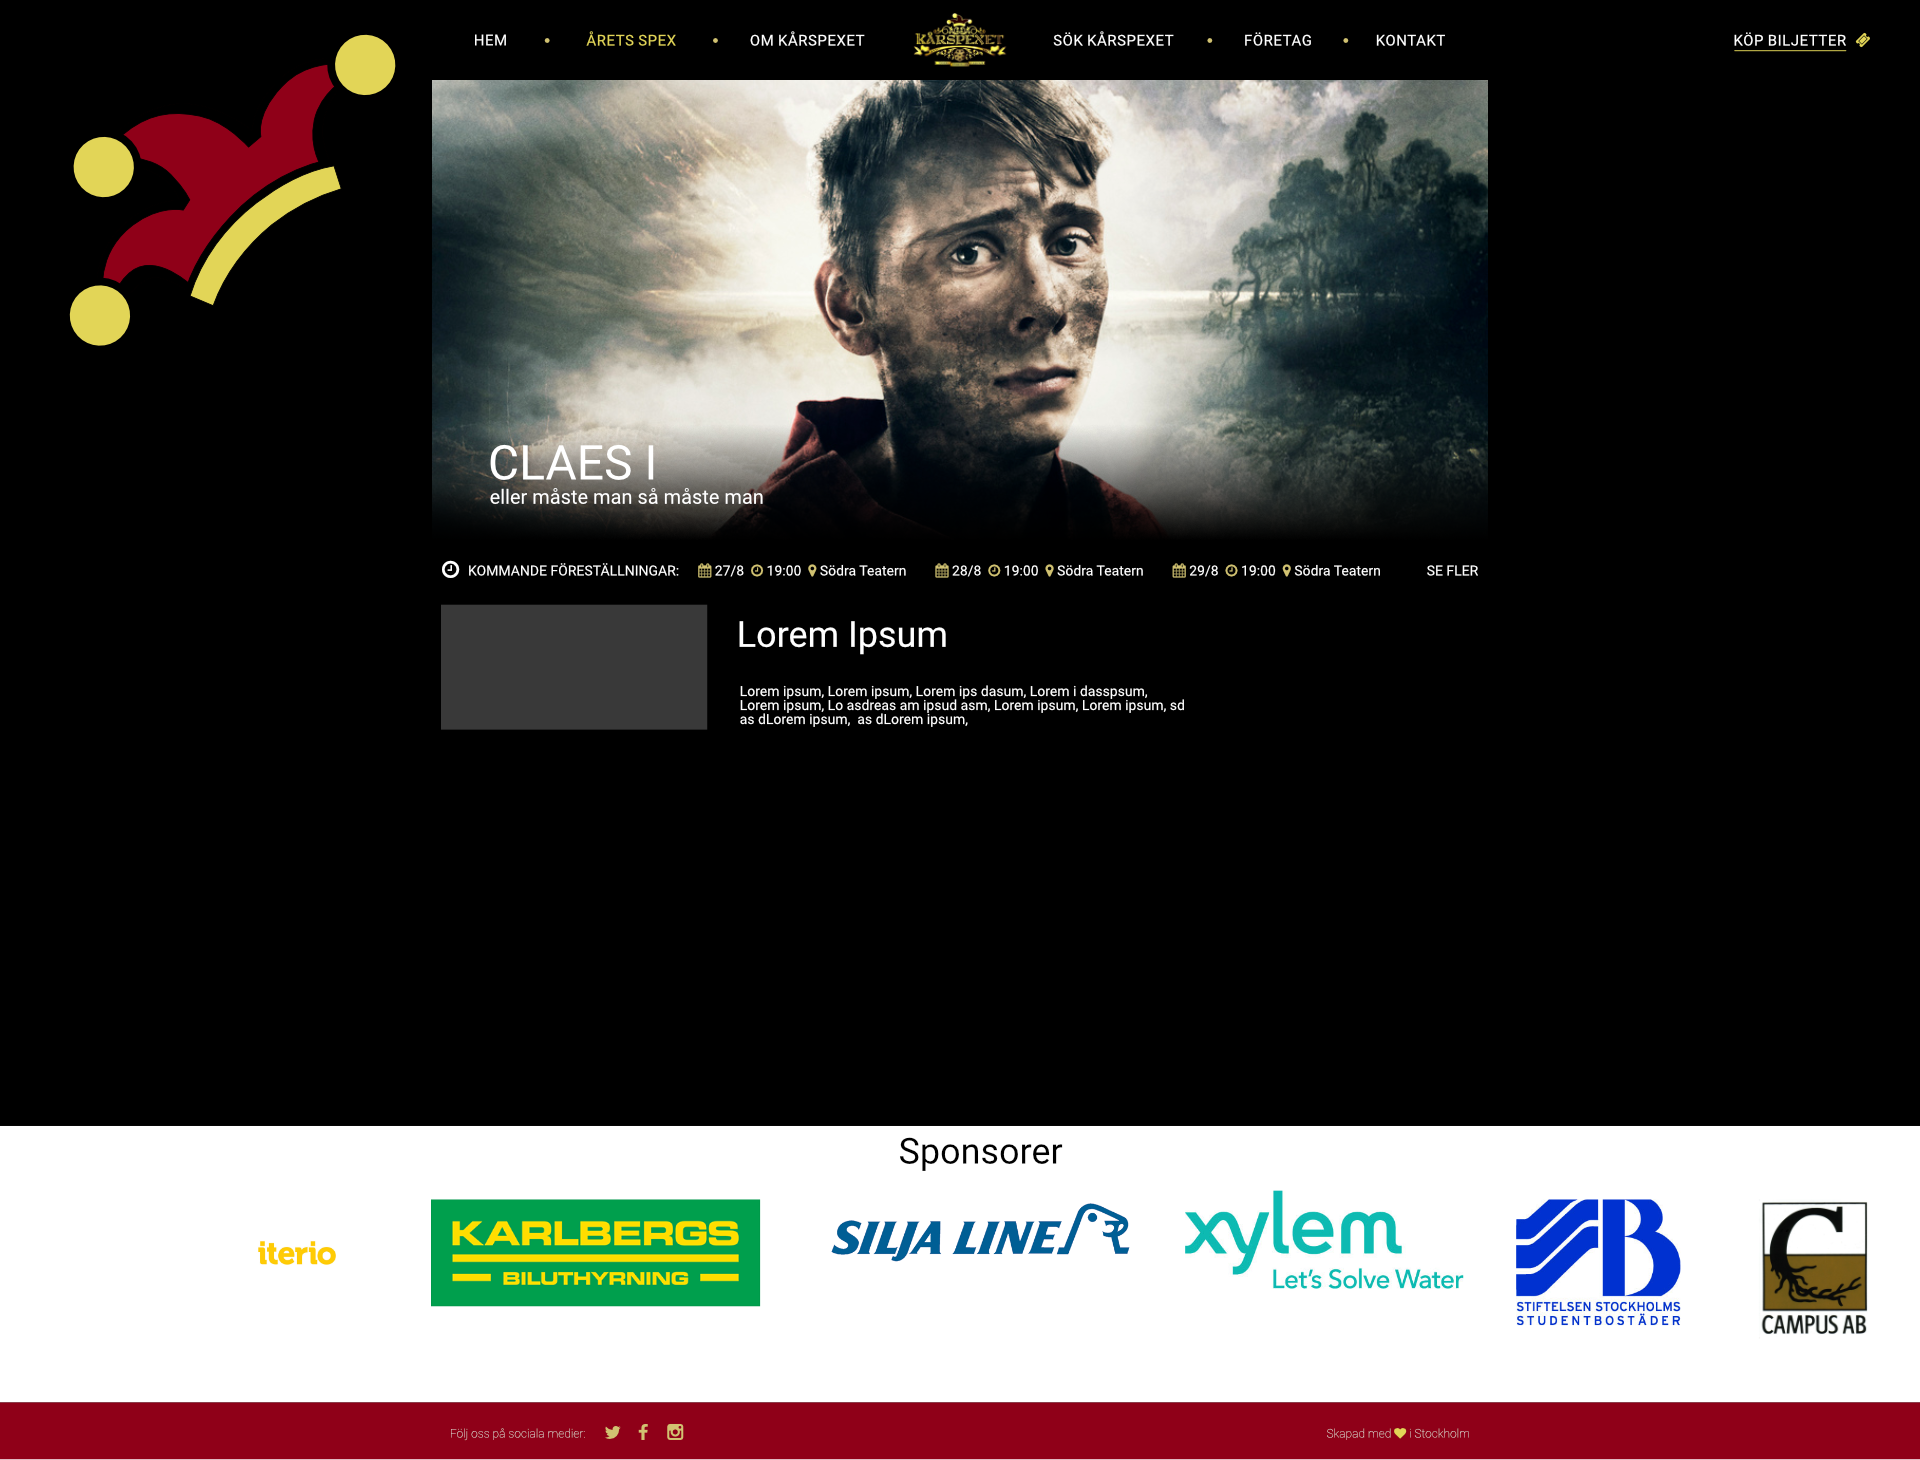 HEM • ÅRETS SPEX • OM KÅRSPEXET
KÅRSPEXET
SÖK KÅRSPEXET • FÖRETAG • KONTAKT
KÖP BILJETTER
CLAES I
eller måste man så måste man
KOMMANDE FÖRESTÄLLNINGAR: 27/8 19:00 Södra Teatern 28/8 19:00 Södra Teatern 29/8 19:00 Södra Teatern SE FLER
Lorem Ipsum
Lorem ipsum, Lorem ipsum, Lorem ips dasum, Lorem i dasspsum,
Lorem ipsum, Lo asdreas am ipsud asm, Lorem ipsum, Lorem ipsum, sd
as dLorem ipsum,  as dLorem ipsum,
Sponsorer
iterio
KARLBERGS
BILUTHYRNING
SILJA LINE
xylem
Let's Solve Water
STIFTELSEN STOCKHOLMS
STUDENTBOSTÄDER
C
CAMPUS AB
Följ oss på sociala medier:
Skapad med i Stockholm